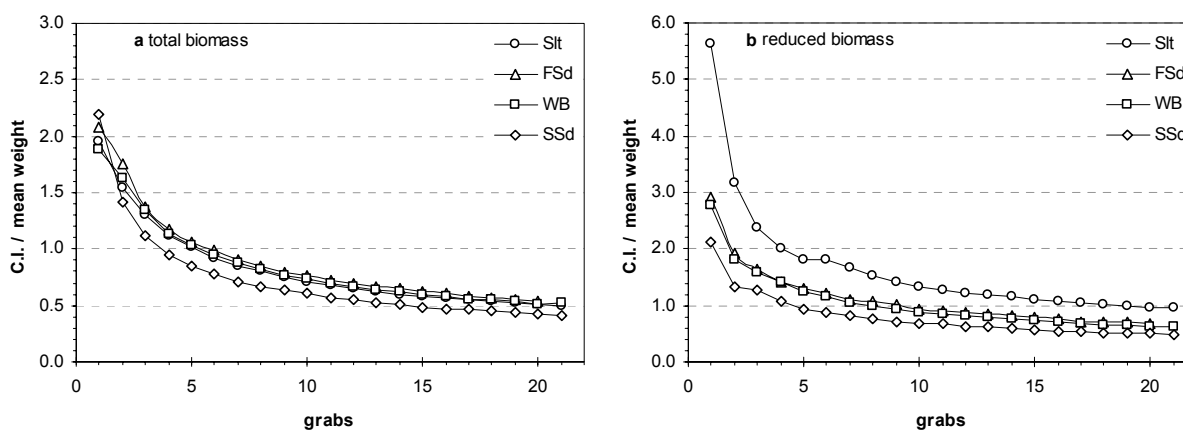 a total biomass
3.0
2.5
2.0
1.5
1.0
0.5
0.0
C.I. / mean weight
Slt
FSd
WB
SSd
0 5 10 15 20
grabs
b reduced biomass
6.0
5.0
4.0
3.0
2.0
1.0
0.0
C.I. / mean weight
Slt
FSd
WB
SSd
0 5 10 15 20
grabs